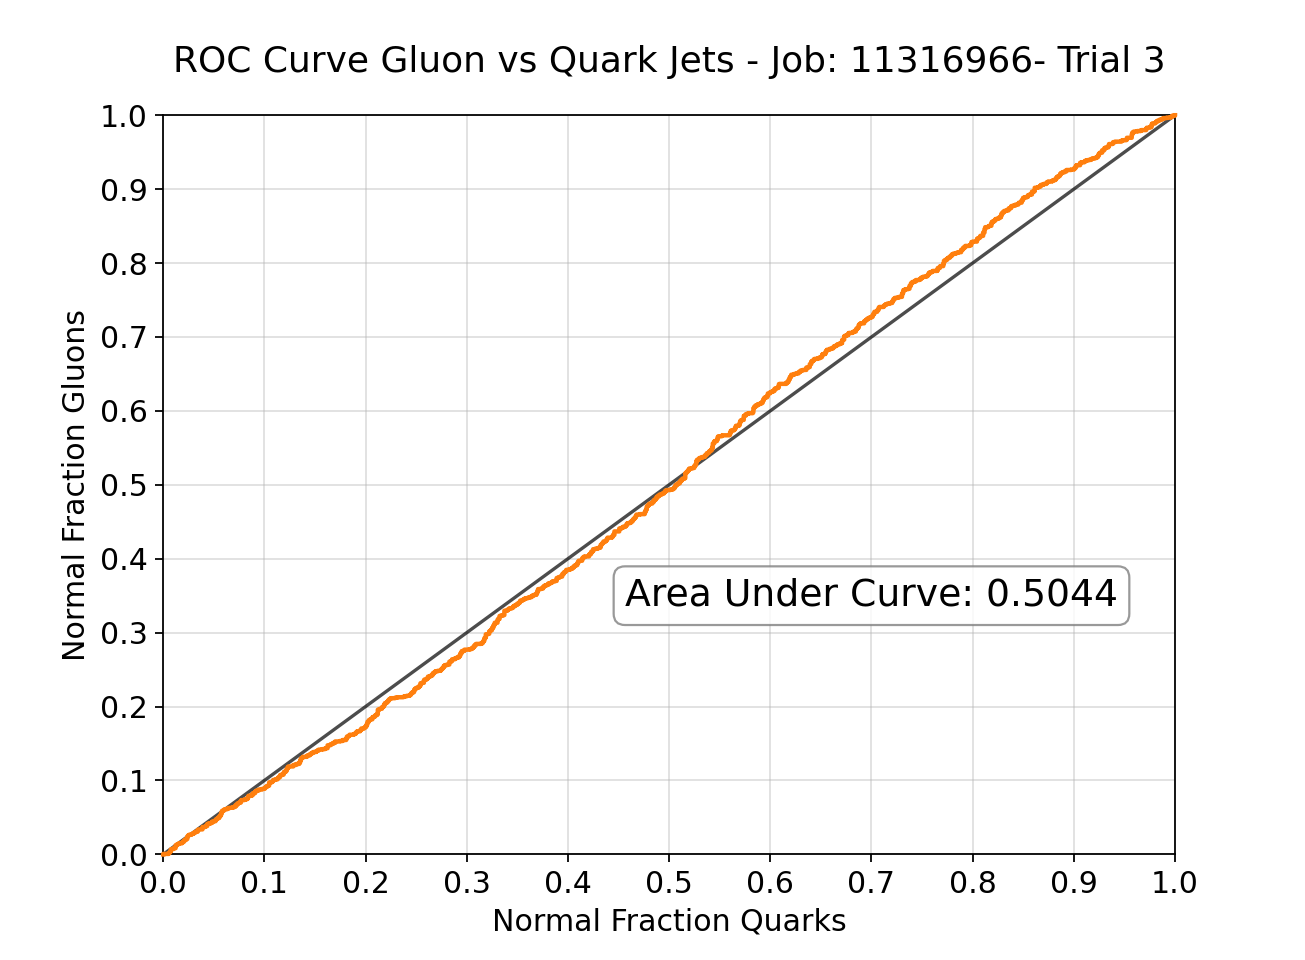 ROC Curve Gluon vs Quark Jets - Job: 11316966- Trial 3
1.0
0.9
0.8
0.7
0.6
0.5
0.4
0.3
0.2
0.1
0.0
Normal Fraction Gluons
Area Under Curve: 0.5044
0.0 0.1 0.2 0.3 0.4 0.5 0.6 0.7 0.8 0.9 1.0
Normal Fraction Quarks